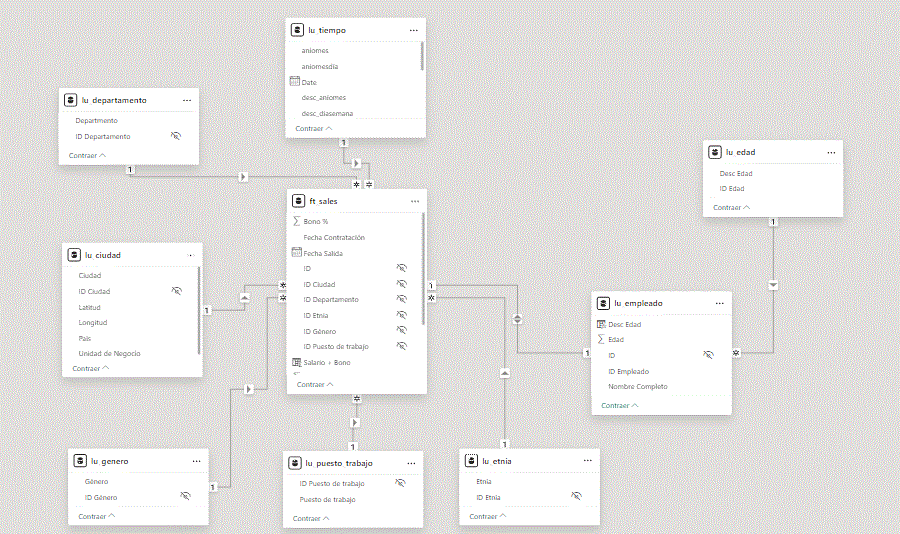 lu_tiempo
aniomes
aniomesdia
Date
desc_aniomes
desc_diasemana
Contraer
lu_departamento
Departmento
ID Departamento
Contraer
1
1
lu_edad
Desc Edad
ID Edad
Contraer
1
ft_sales
Bono %
Fecha Contratación
Fecha Salida
ID
ID Ciudad
ID Departamento
ID Etnia
ID Género
ID Puesto de trabajo
Salario + Bono
Contraer
lu_ciudad
Ciudad
ID Ciudad
Latitud
Longitud
Pais
Unidad de Negocio
Contraer
1
1
lu_empleado
Desc Edad
Edad
ID
ID Empleado
Nombre Completo
Contraer
1
lu_genero
Género
ID Género
Contraer
1
lu_puesto_trabajo
ID Puesto de trabajo
Puesto de trabajo
Contraer
1
lu_etnia
Etnia
ID Etnia
Contraer
1